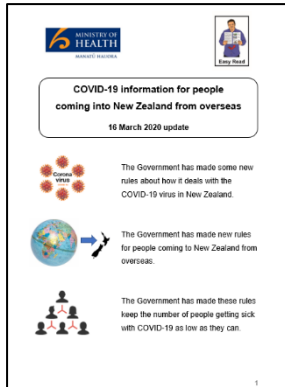 MINISTRY OF
HEALTH
MANATŪ HAUORA
Easy Read
COVID-19 information for people
coming into New Zealand from overseas
16 March 2020 update
Corona
virus
The Government has made some new
rules about how it deals with the
COVID-19 virus in New Zealand.
The Government has made new rules
for people coming to New Zealand from
overseas.
The Government has made these rules
keep the number of people getting sick
with COVID-19 as low as they can.
1